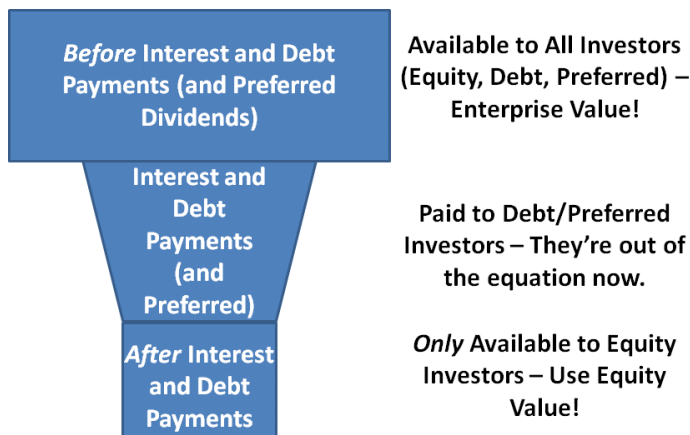 Before Interest and Debt
Payments (and Preferred
Dividends)
Available to All Investors
(Equity, Debt, Preferred) –
Enterprise Value!
Interest and
Debt
Payments
(and
Preferred)
Paid to Debt/Preferred
Investors – They’re out of
the equation now.
After Interest
and Debt
Payments
Only Available to Equity
Investors – Use Equity
Value!